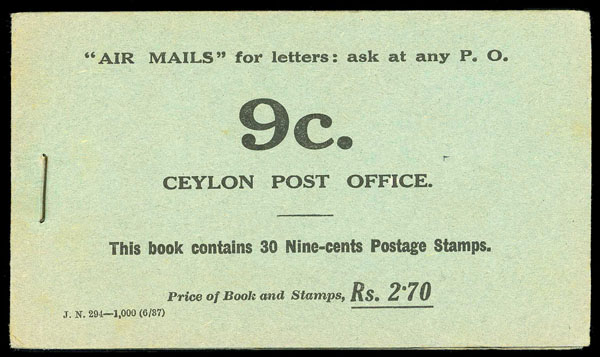 "AIR MAILS" for letters: ask at any P. O.
9c.
CEYLON POST OFFICE.
This book contains 30 Nine-cents Postage Stamps.
Price of Book and Stamps, Rs. 2·70
J. N. 294—1,000 (6/37)